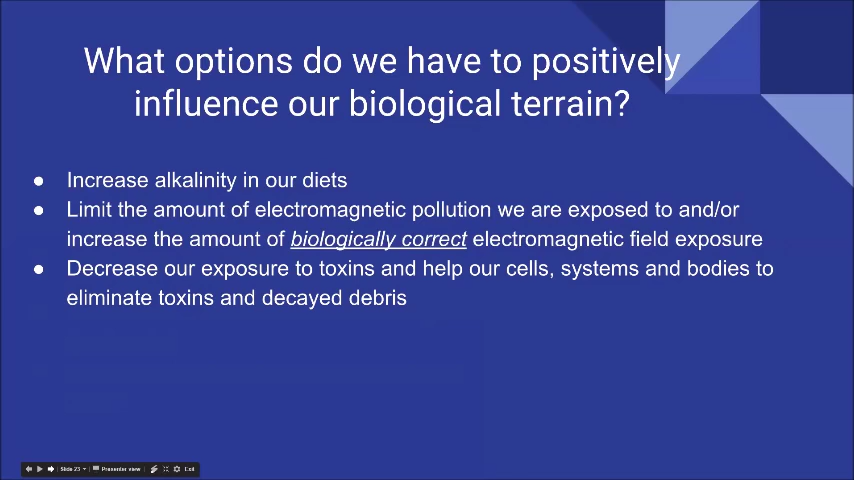 What options do we have to positively
influence our biological terrain?
● Increase alkalinity in our diets
● Limit the amount of electromagnetic pollution we are exposed to and/or
increase the amount of biologically correct electromagnetic field exposure
● Decrease our exposure to toxins and help our cells, systems and bodies to
eliminate toxins and decayed debris
Slide 23 Presenter view Exit